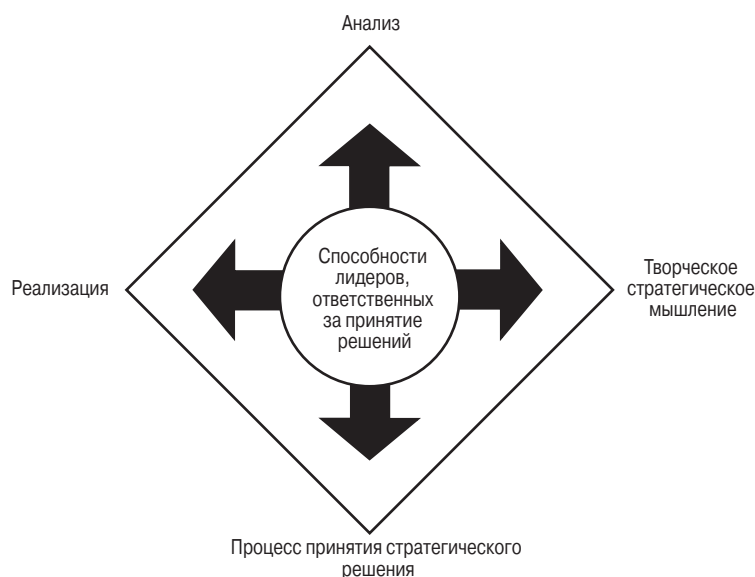 Анализ
Способности
лидеров,
ответственных
за принятие
решений
Реализация
Творческое
стратегическое
мышление
Процесс принятия стратегического
решения